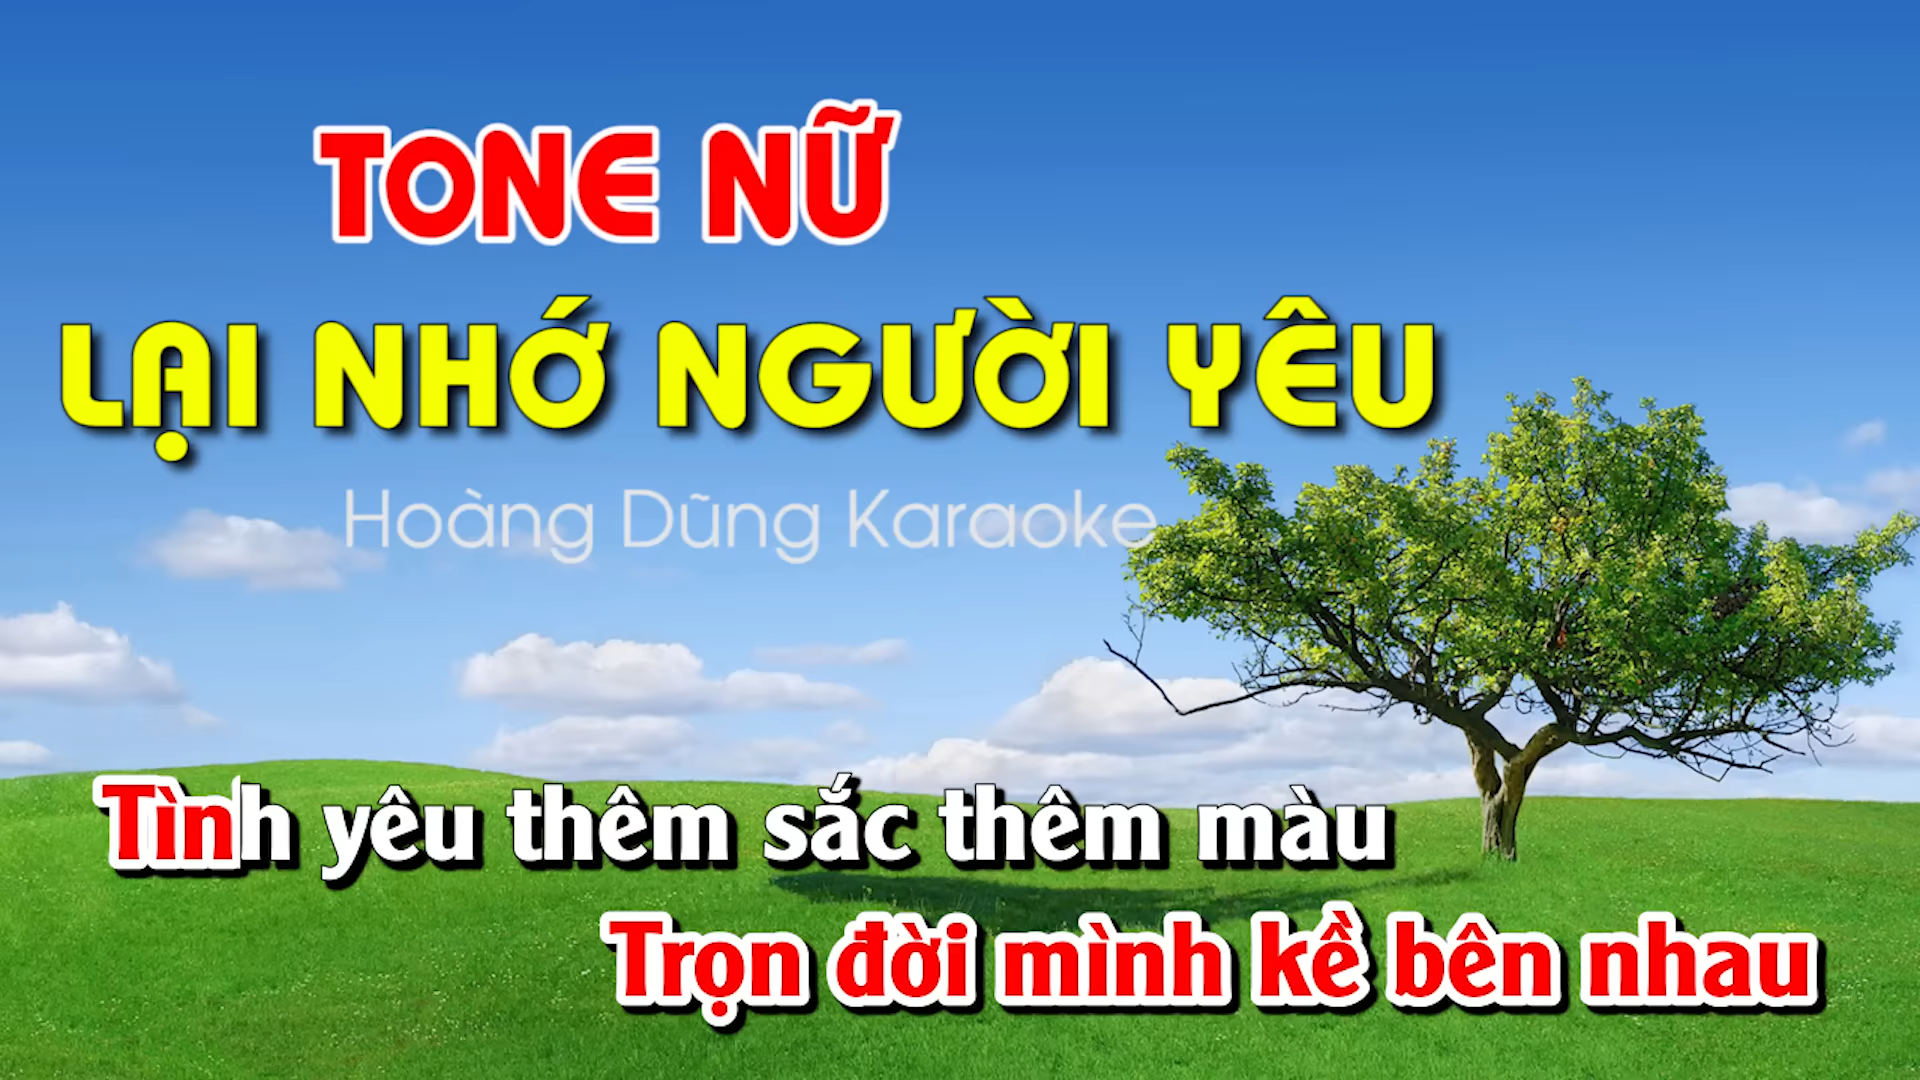 TONE NỮ
LẠI NHỚ NGƯỜI YÊU
Hoàng Dũng Karaoke
Tình yêu thêm sắc thêm màu
Trọn đời mình kề bên nhau